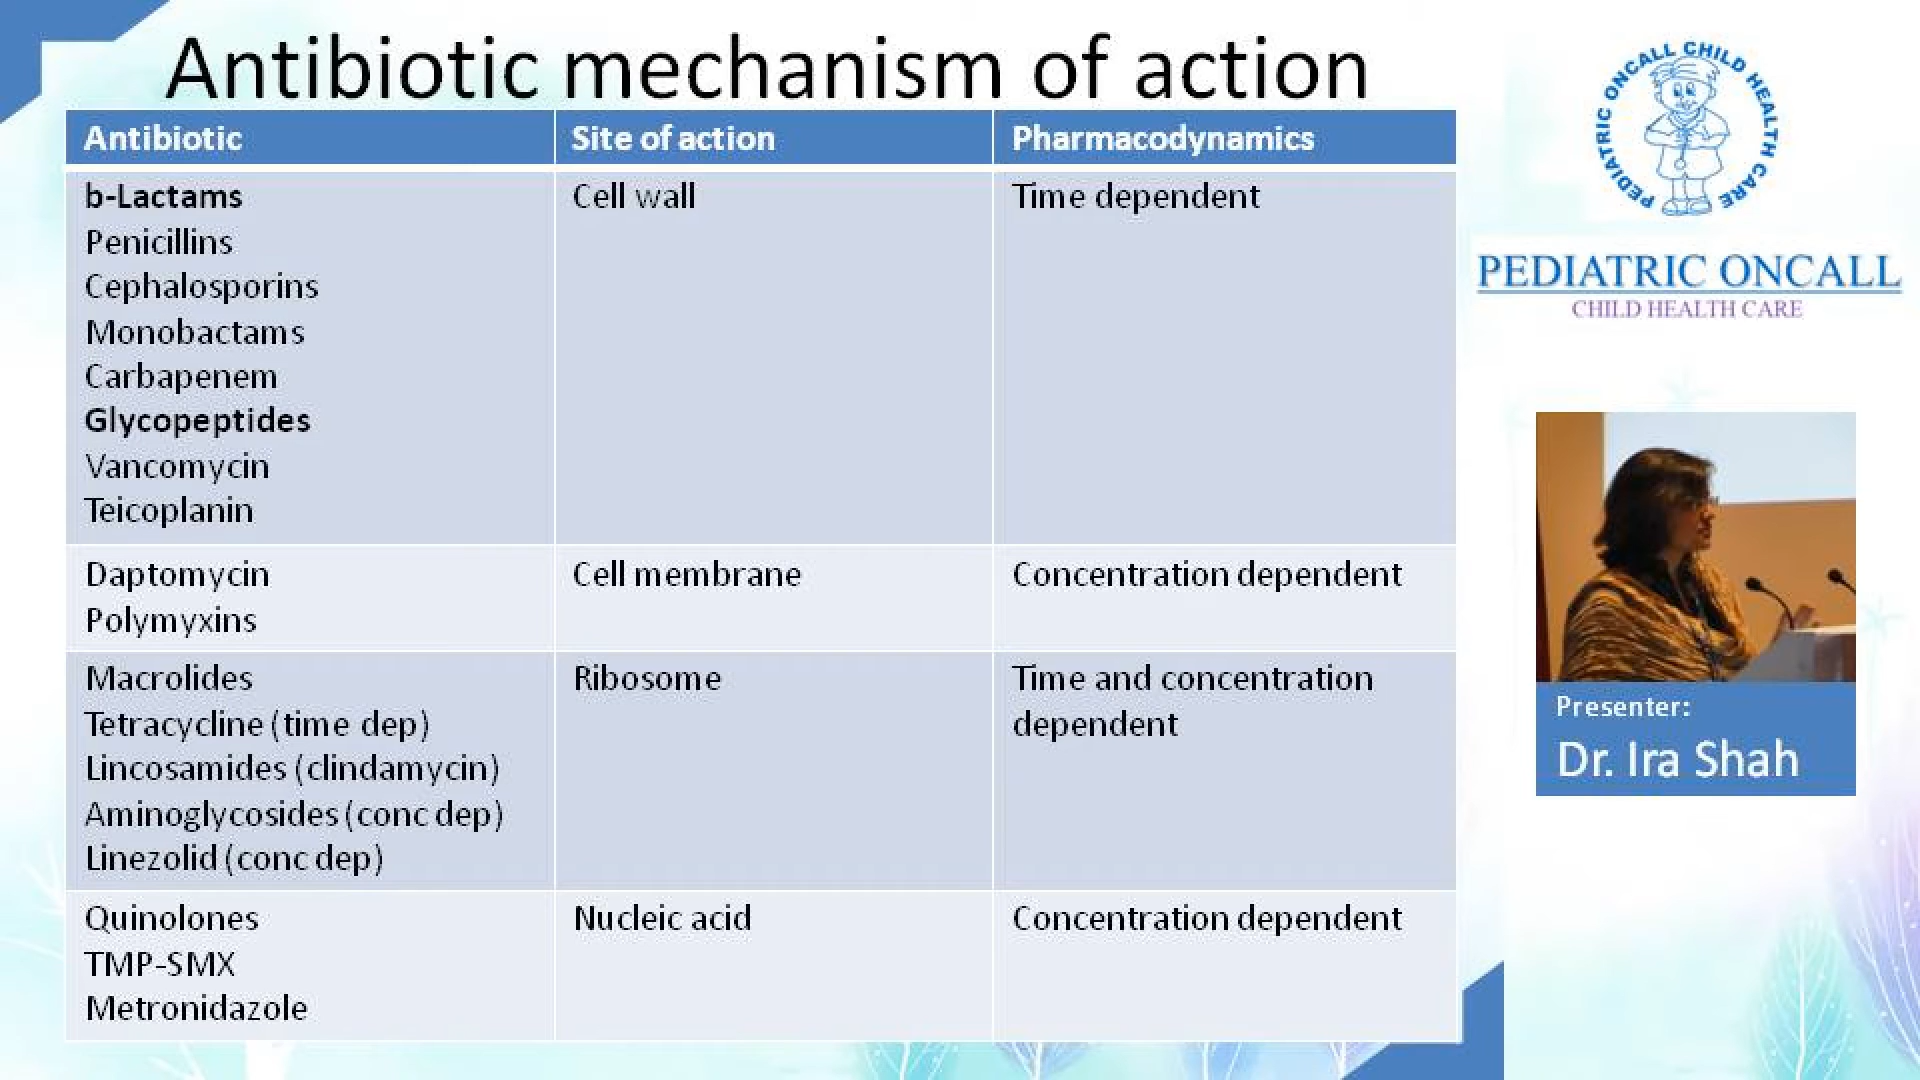 Antibiotic mechanism of action
Antibiotic
Site of action
Pharmacodynamics
b-Lactams
Penicillins
Cephalosporins
Monobactams
Carbapenem
Glycopeptides
Vancomycin
Teicoplanin
Cell wall
Time dependent
Daptomycin
Polymyxins
Cell membrane
Concentration dependent
Macrolides
Tetracycline (time dep)
Lincosamides (clindamycin)
Aminoglycosides (conc dep)
Linezolid (conc dep)
Ribosome
Time and concentration
dependent
Quinolones
TMP-SMX
Metronidazole
Nucleic acid
Concentration dependent
PEDIATRIC ONCALL CHILD HEALTH CARE
PEDIATRIC ONCALL
CHILD HEALTH CARE
Presenter:
Dr. Ira Shah